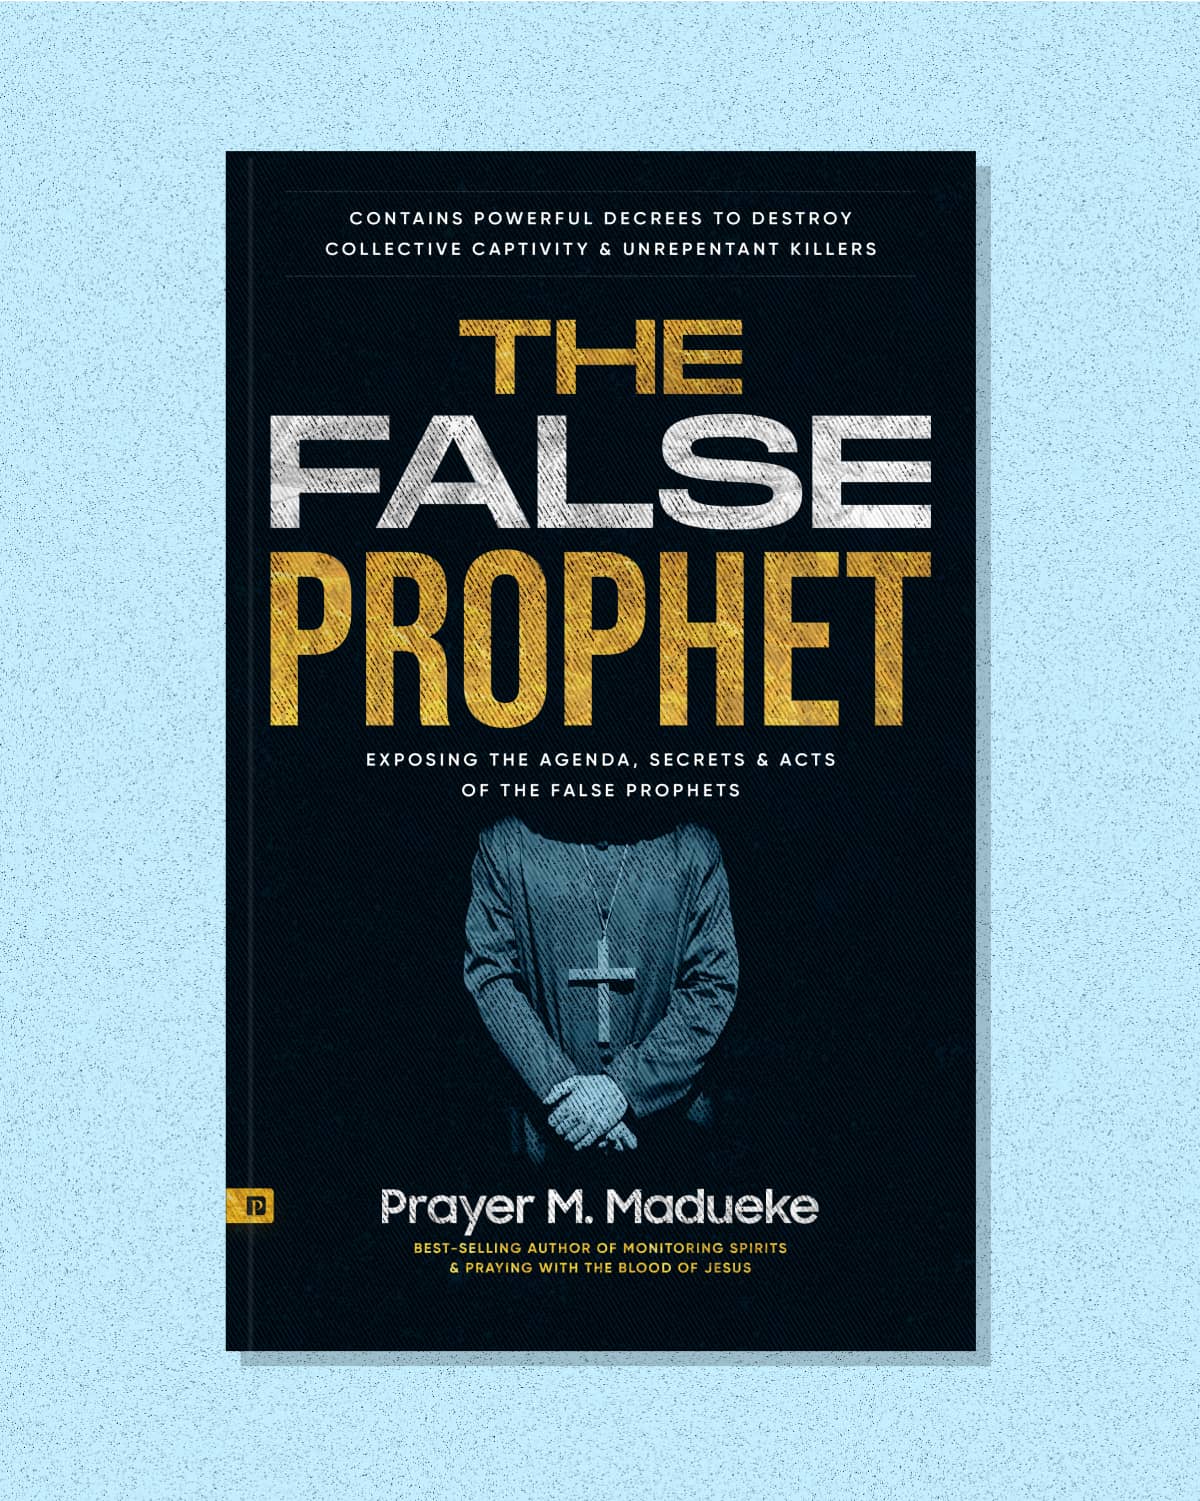 CONTAINS POWERFUL DECREES TO DESTROY
COLLECTIVE CAPTIVITY & UNREPENTANT KILLERS
THE
FALSE
PROPHET
EXPOSING THE AGENDA, SECRETS & ACTS
OF THE FALSE PROPHETS
P
Prayer M. Madueke
BEST-SELLING AUTHOR OF MONITORING SPIRITS
& PRAYING WITH THE BLOOD OF JESUS